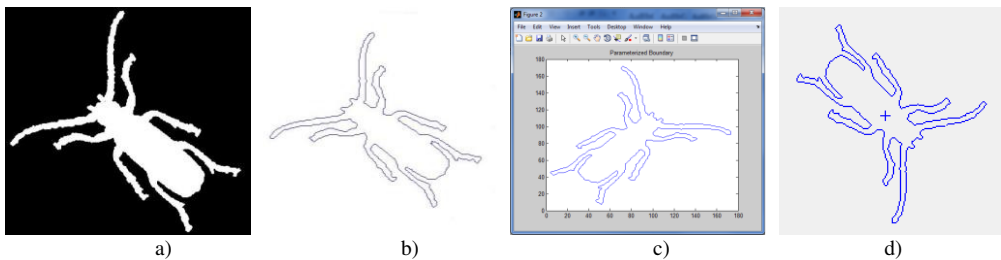 Figure 2
File Edit View Insert Tools Desktop Window Help
Parameterized Boundary
180
160
140
120
100
80
60
40
20
0
0 20 40 60 80 100 120 140 160 180
a) b) c) d)